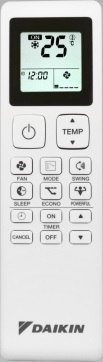 ON
25°C
12:00
TEMP
FAN MODE SWING
SLEEP ECONO POWERFUL
ON
TIMER
CANCEL OFF
DAIKIN